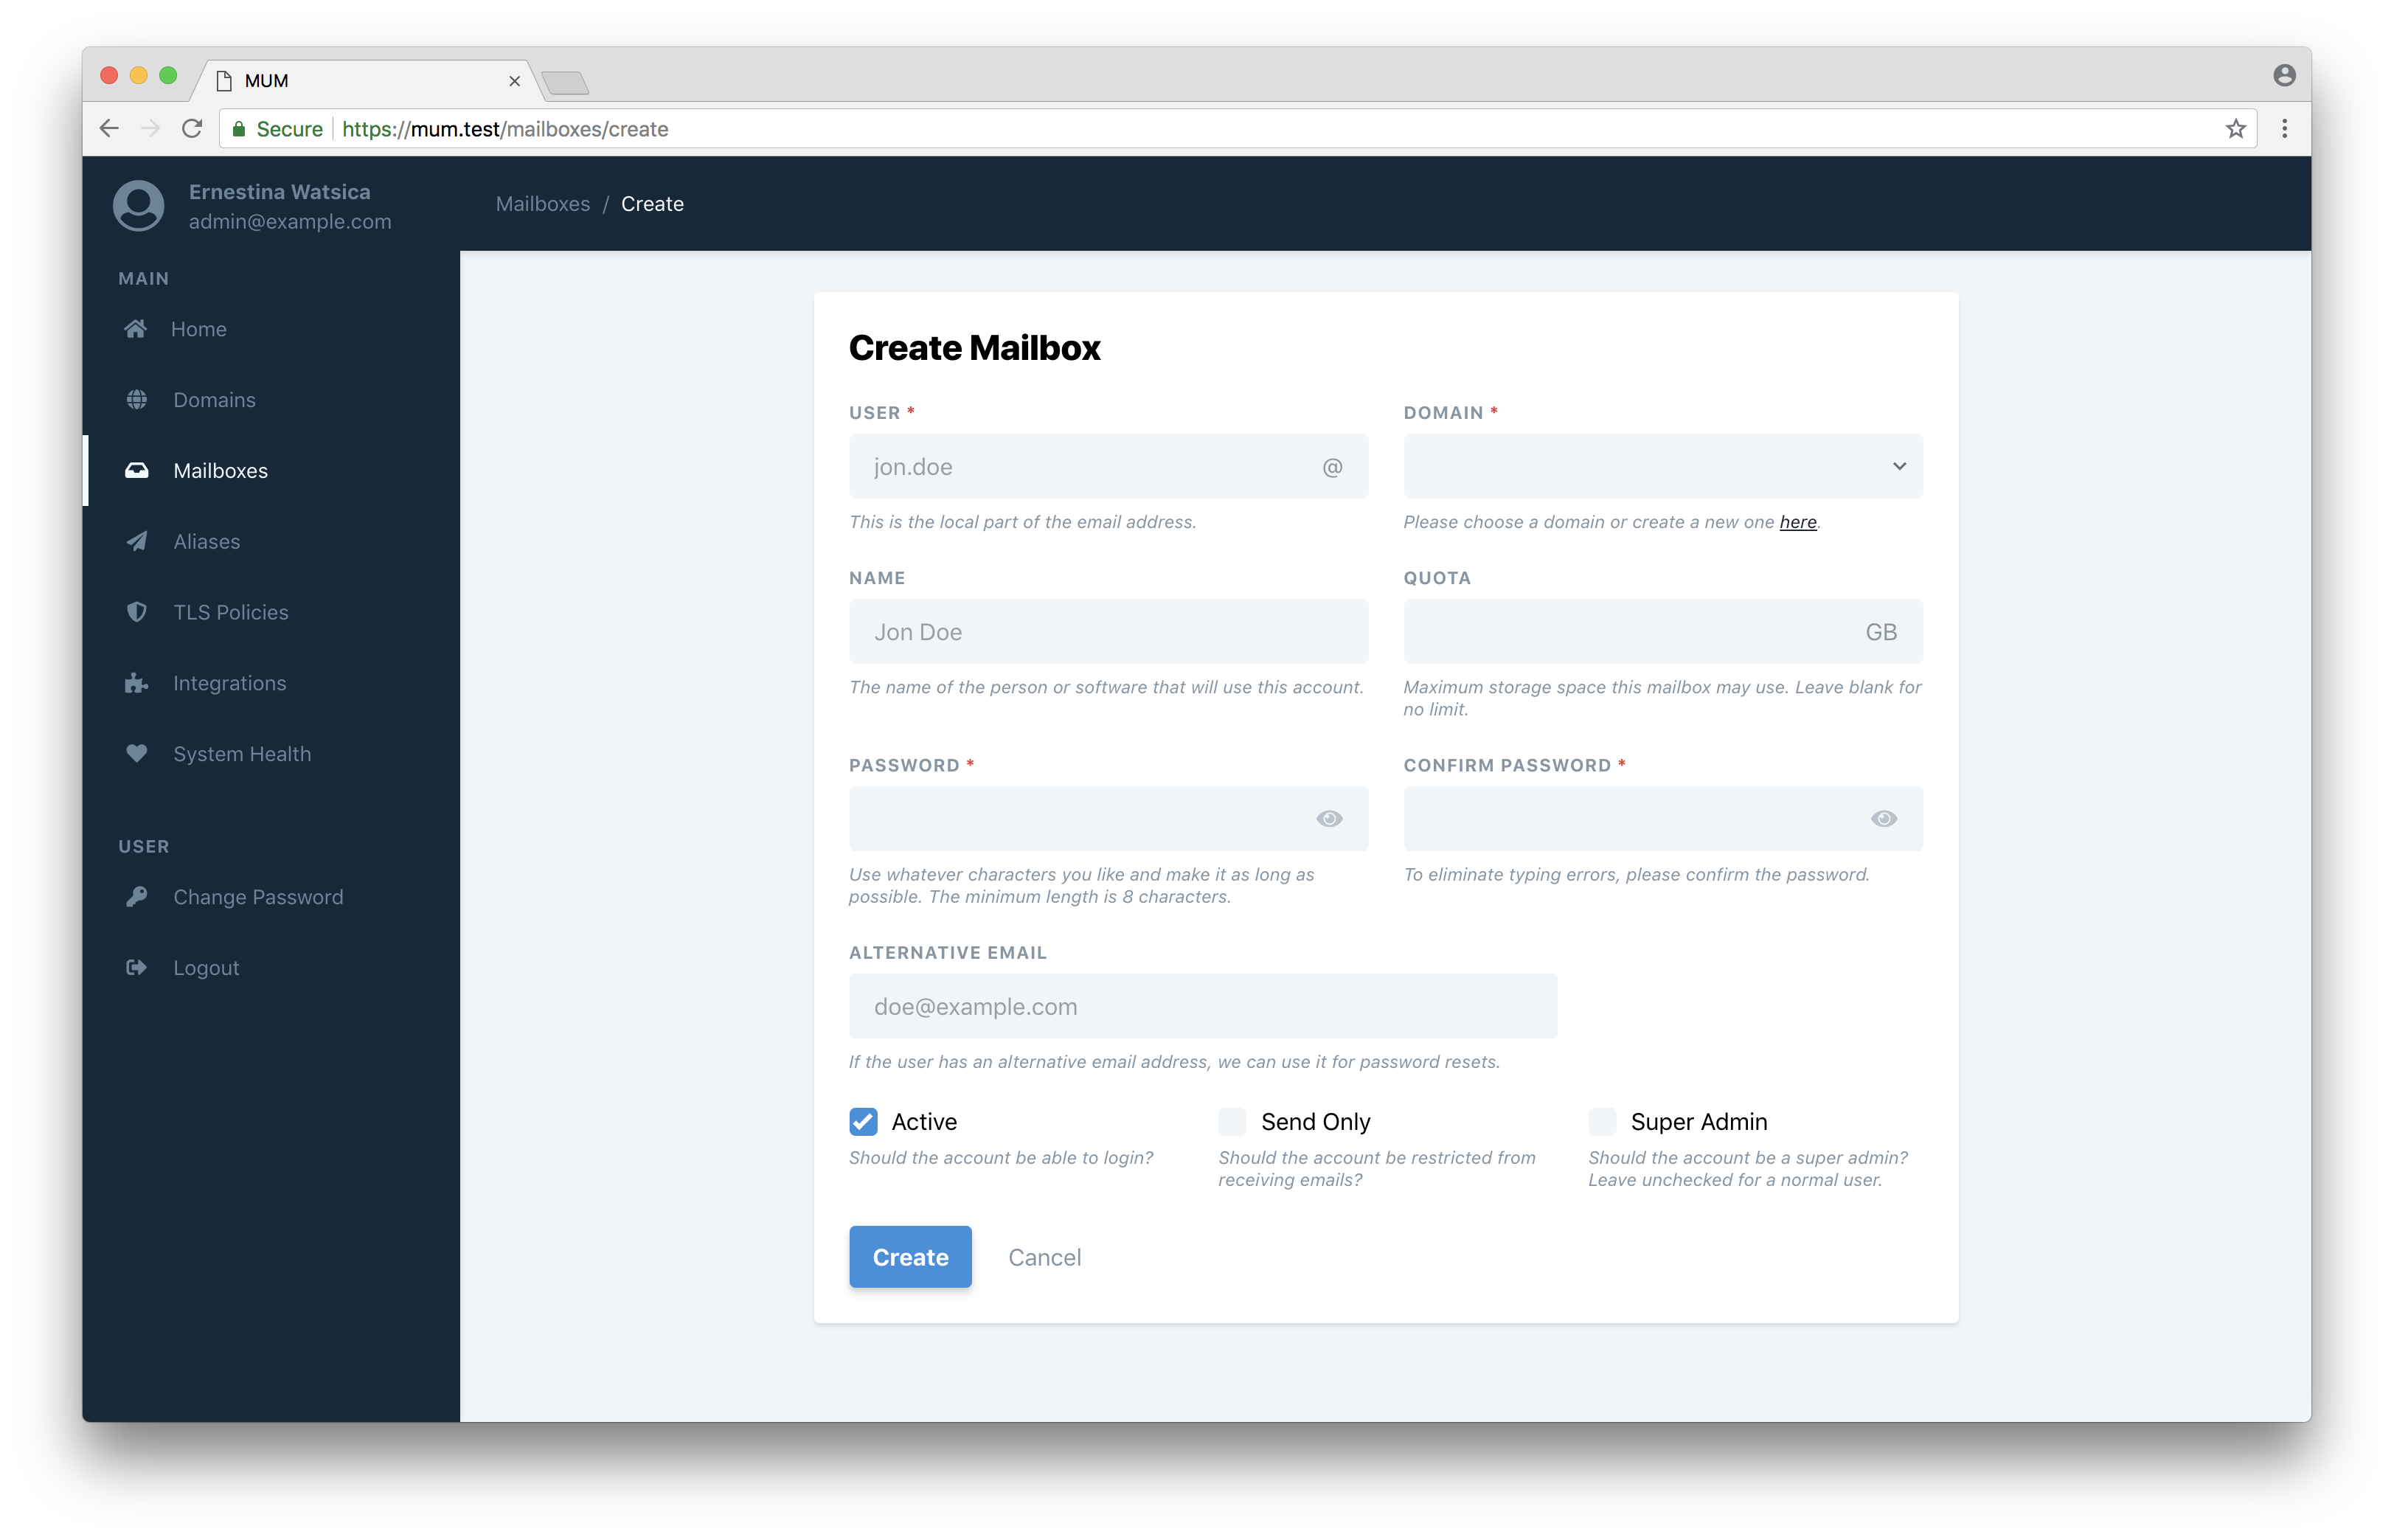 MUM
Secure https://mum.test/mailboxes/create
Ernestina Watsica
admin@example.com
Mailboxes / Create
MAIN
Home
Domains
Mailboxes
Aliases
TLS Policies
Integrations
System Health
USER
Change Password
Logout
Create Mailbox
USER *
jon.doe @
This is the local part of the email address.
DOMAIN *
Please choose a domain or create a new one here.
NAME
Jon Doe
The name of the person or software that will use this account.
QUOTA
GB
Maximum storage space this mailbox may use. Leave blank for
no limit.
PASSWORD *
Use whatever characters you like and make it as long as
possible. The minimum length is 8 characters.
CONFIRM PASSWORD *
To eliminate typing errors, please confirm the password.
ALTERNATIVE EMAIL
doe@example.com
If the user has an alternative email address, we can use it for password resets.
Active
Should the account be able to login?
Send Only
Should the account be restricted from
receiving emails?
Super Admin
Should the account be a super admin?
Leave unchecked for a normal user.
Create
Cancel